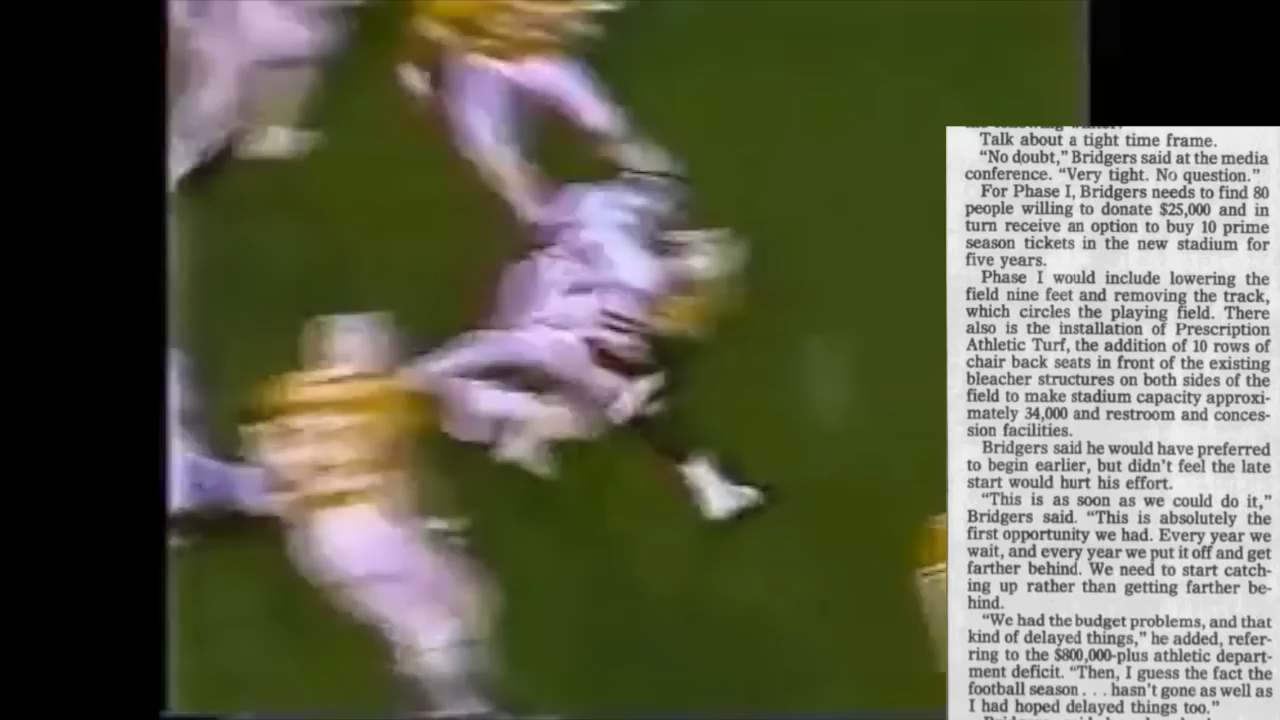 Talk about a tight time frame.
“No doubt,” Bridgers said at the media
conference. “Very tight. No question.”
For Phase I, Bridgers needs to find 80
people willing to donate $25,000 and in
turn receive an option to buy 10 prime
season tickets in the new stadium for
five years.
Phase I would include lowering the
field nine feet and removing the track,
which circles the playing field. There
also is the installation of Prescription
Athletic Turf, the addition of 10 rows of
chair back seats in front of the existing
bleacher structures on both sides of the
field to make stadium capacity approxi-
mately 34,000 and restroom and conces-
sion facilities.
Bridgers said he would have preferred
to begin earlier, but didn't feel the late
start would hurt his effort.
“This is as soon as we could do it,”
Bridgers said. “This is absolutely the
first opportunity we had. Every year we
wait, and every year we put it off and get
farther behind. We need to start catch-
ing up rather than getting farther be-
hind.
“We had the budget problems, and that
kind of delayed things,” he added, refer-
ring to the $800,000-plus athletic depart-
ment deficit. “Then, I guess the fact the
football season . . . hasn't gone as well as
I had hoped delayed things too.”